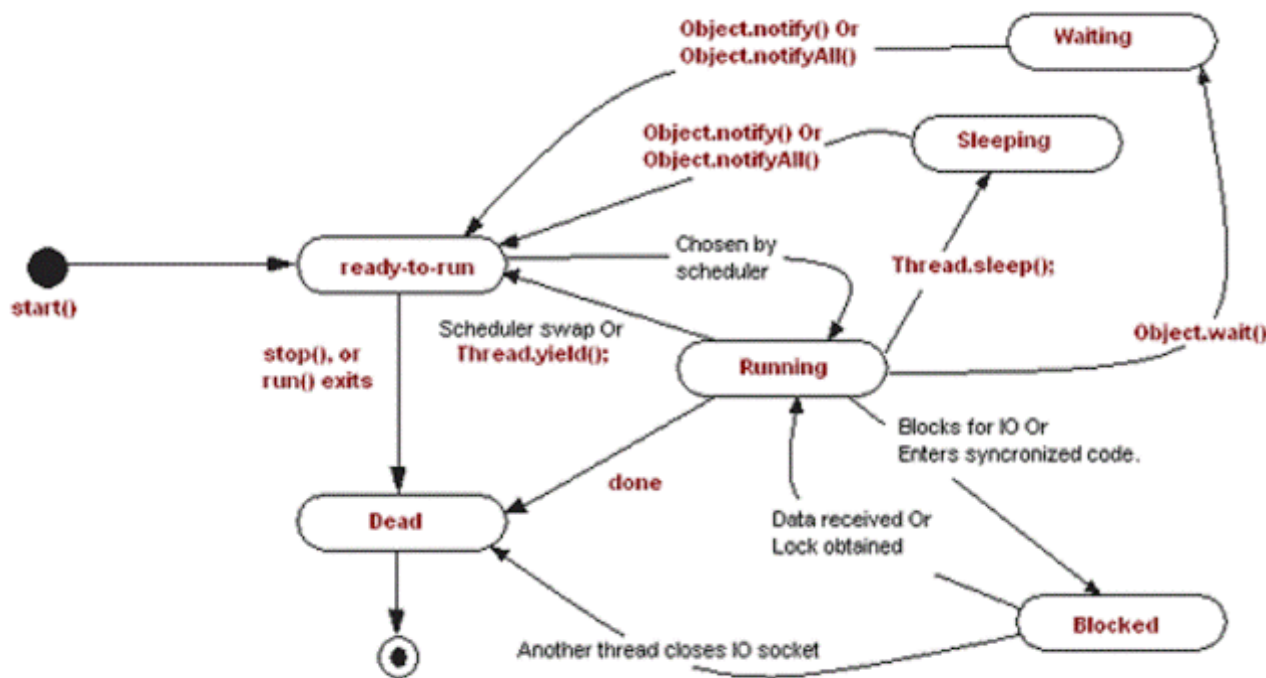 Object.notify() Or
Object.notifyAll()
Waiting
Object.notify() Or
Object.notifyAll()
Sleeping
ready-to-run
Chosen by
scheduler
Thread.sleep();
start()
Scheduler swap Or
Thread.yield();
Object.wait()
stop(), or
run() exits
Running
Blocks for IO Or
Enters syncronized code.
done
Dead
Data received Or
Lock obtained
Another thread closes IO socket
Blocked